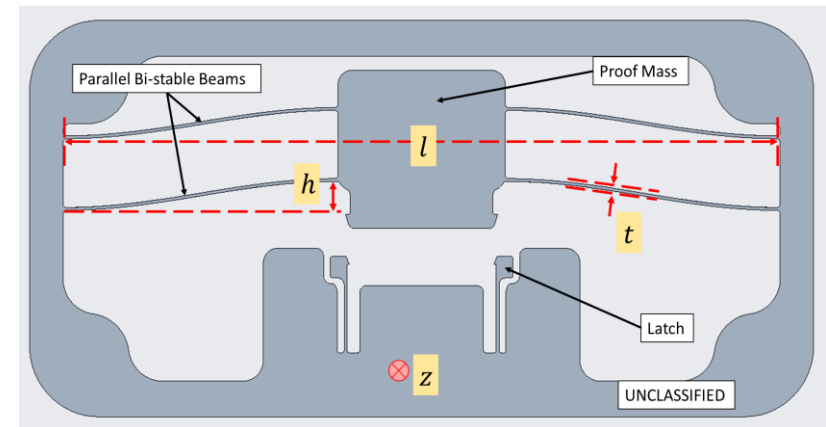 Parallel Bi-stable Beams
Proof Mass
l
h
t
Latch
z
UNCLASSIFIED